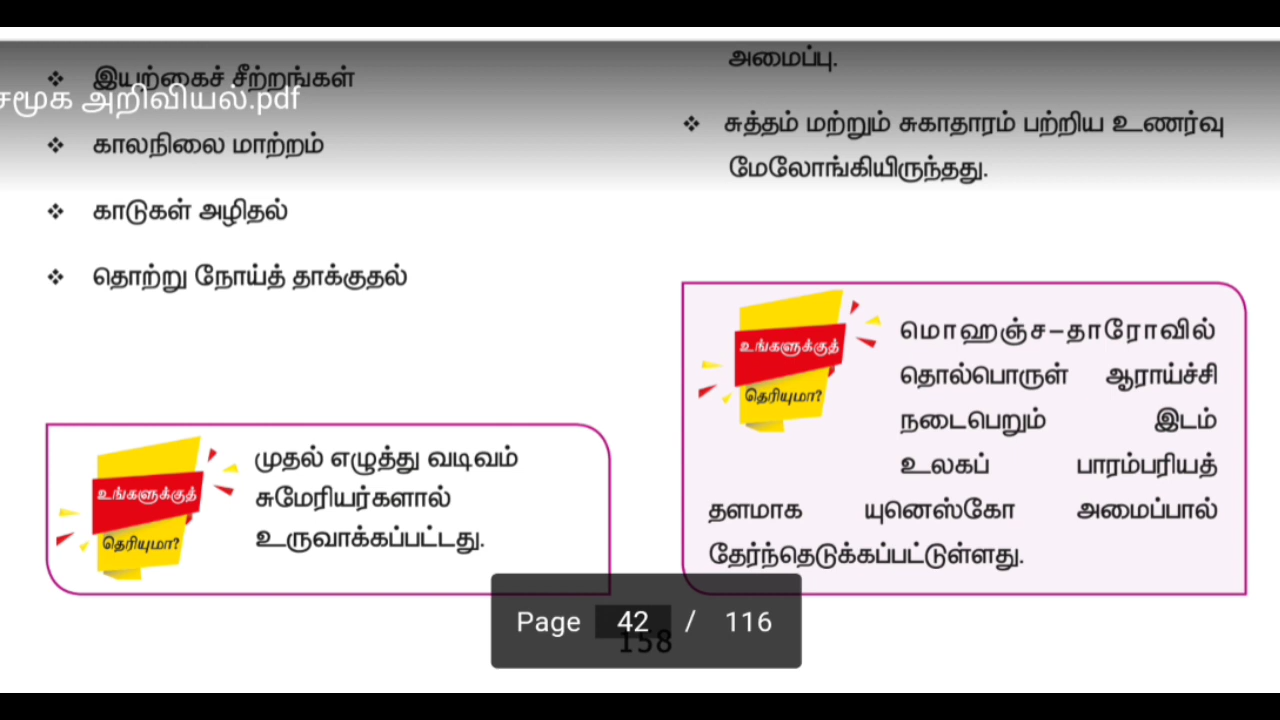 ❖ இயற்கைச் சீற்றங்கள்
சமூக அறிவியல்.pdf
❖ காலநிலை மாற்றம்
❖ காடுகள் அழிதல்
❖ தொற்று நோய்த் தாக்குதல்
உங்களுக்குத்
தெரியுமா?
முதல் எழுத்து வடிவம்
சுமேரியர்களால்
உருவாக்கப்பட்டது.
அமைப்பு.
❖ சுத்தம் மற்றும் சுகாதாரம் பற்றிய உணர்வு
மேலோங்கியிருந்தது.
உங்களுக்குத்
தெரியுமா?
மொஹஞ்ச–தாரோவில்
தொல்பொருள் ஆராய்ச்சி
நடைபெறும் இடம்
உலகப் பாரம்பரியத்
தளமாக யுனெஸ்கோ அமைப்பால்
தேர்ந்தெடுக்கப்பட்டுள்ளது.
Page 42 / 116
158